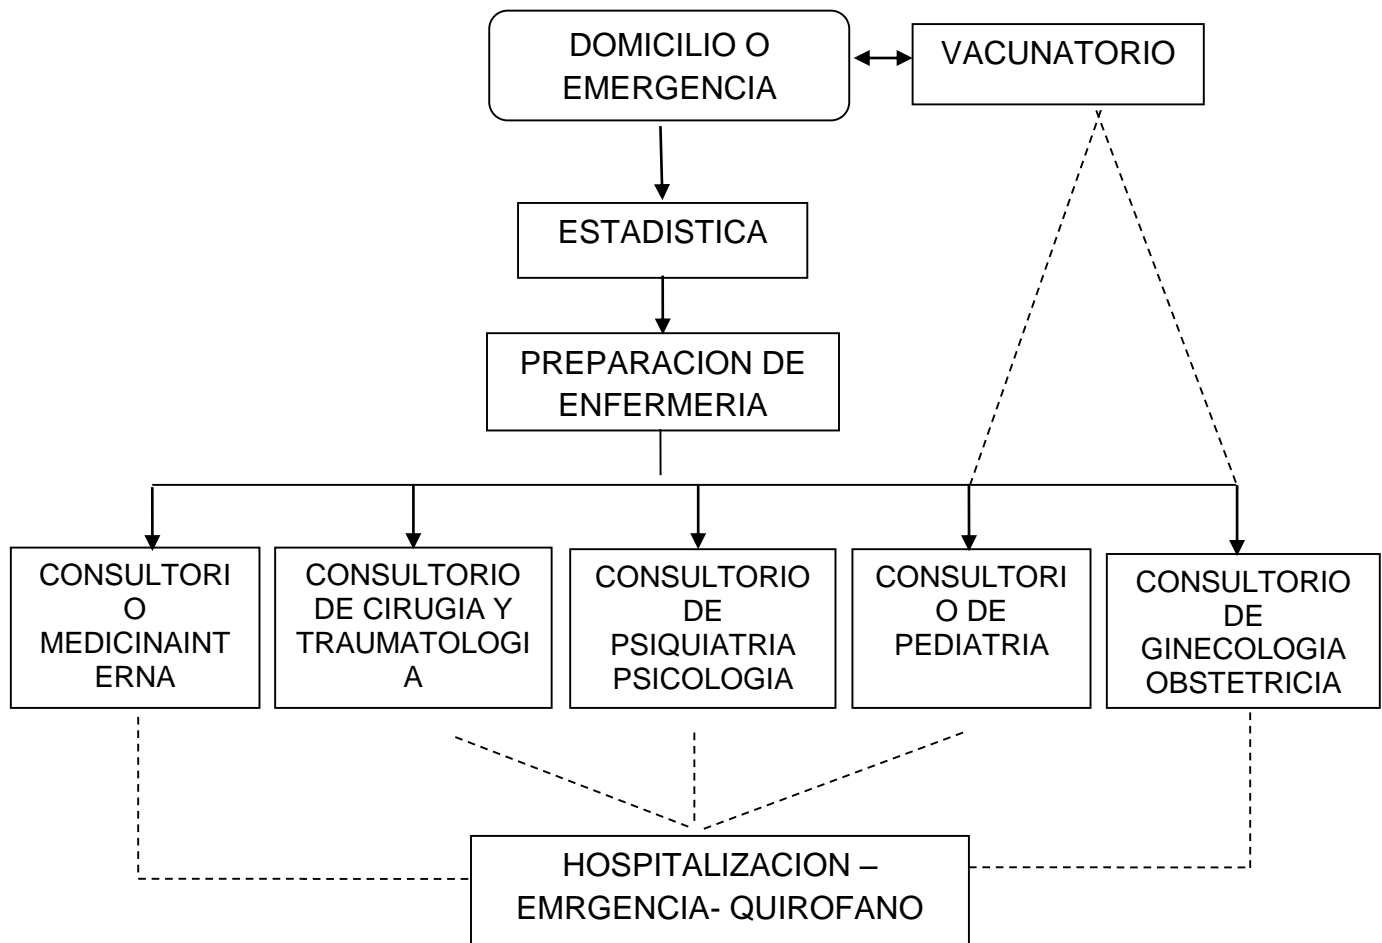 DOMICILIO O
EMERGENCIA
VACUNATORIO
ESTADISTICA
PREPARACION DE
ENFERMERIA
CONSULTORI
O
MEDICINAINT
ERNA
CONSULTORIO
DE CIRUGIA Y
TRAUMATOLOGI
A
CONSULTORIO
DE
PSIQUIATRIA
PSICOLOGIA
CONSULTORI
O DE
PEDIATRIA
CONSULTORIO
DE
GINECOLOGIA
OBSTETRICIA
HOSPITALIZACION –
EMRGENCIA- QUIROFANO